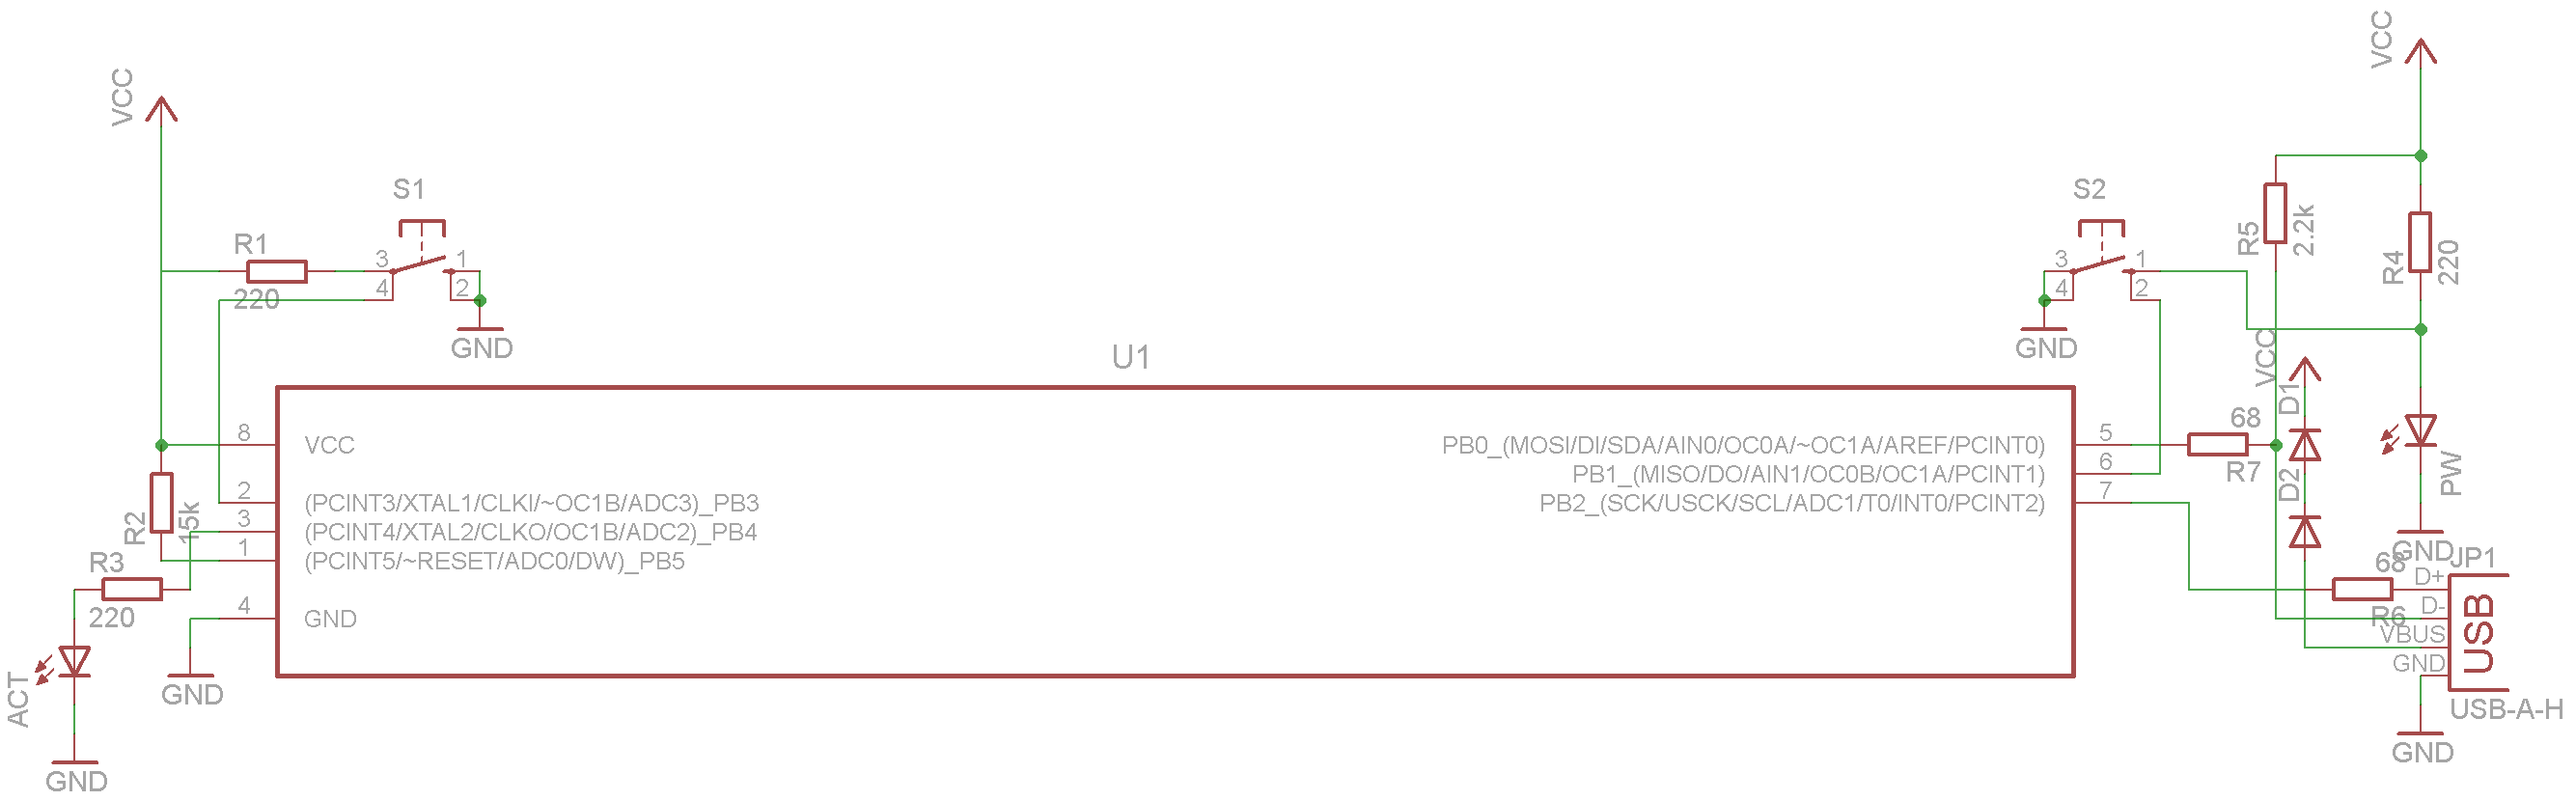 VCC
S1
R1
220
3
4
1
2
GND
U1
8
VCC
2
(PCINT3/XTAL1/CLKI/~OC1B/ADC3)_PB3
3
(PCINT4/XTAL2/CLKO/OC1B/ADC2)_PB4
1
(PCINT5/~RESET/ADC0/DW)_PB5
4
GND
R2
15k
R3
220
ACT
GND
GND
PB0_(MOSI/DI/SDA/AIN0/OC0A/~OC1A/AREF/PCINT0)
5
PB1_(MISO/DO/AIN1/OC0B/OC1A/PCINT1)
6
PB2_(SCK/USCK/SCL/ADC1/T0/INT0/PCINT2)
7
S2
3
4
1
2
GND
VCC
R5
2.2k
R4
220
VCC
D1
D2
68
R7
PW
GND
68
R6
JP1
D+
D-
VBUS
GND
USB
USB-A-H
GND